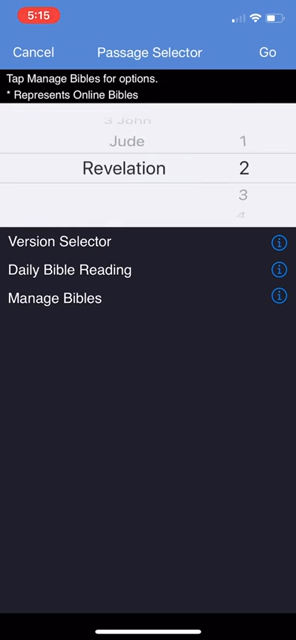 5:15
Cancel Passage Selector Go
Tap Manage Bibles for options.
* Represents Online Bibles
3 John
Jude 1
Revelation 2
3
4
Version Selector
Daily Bible Reading
Manage Bibles